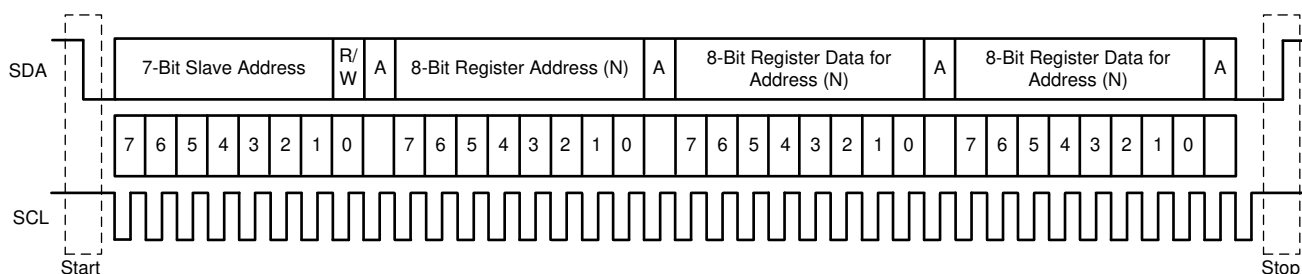 SDA
7-Bit Slave Address
R/
W
A
8-Bit Register Address (N)
A
8-Bit Register Data for
Address (N)
A
8-Bit Register Data for
Address (N)
A
7 6 5 4 3 2 1 0 7 6 5 4 3 2 1 0 7 6 5 4 3 2 1 0 7 6 5 4 3 2 1 0
SCL
Start
Stop